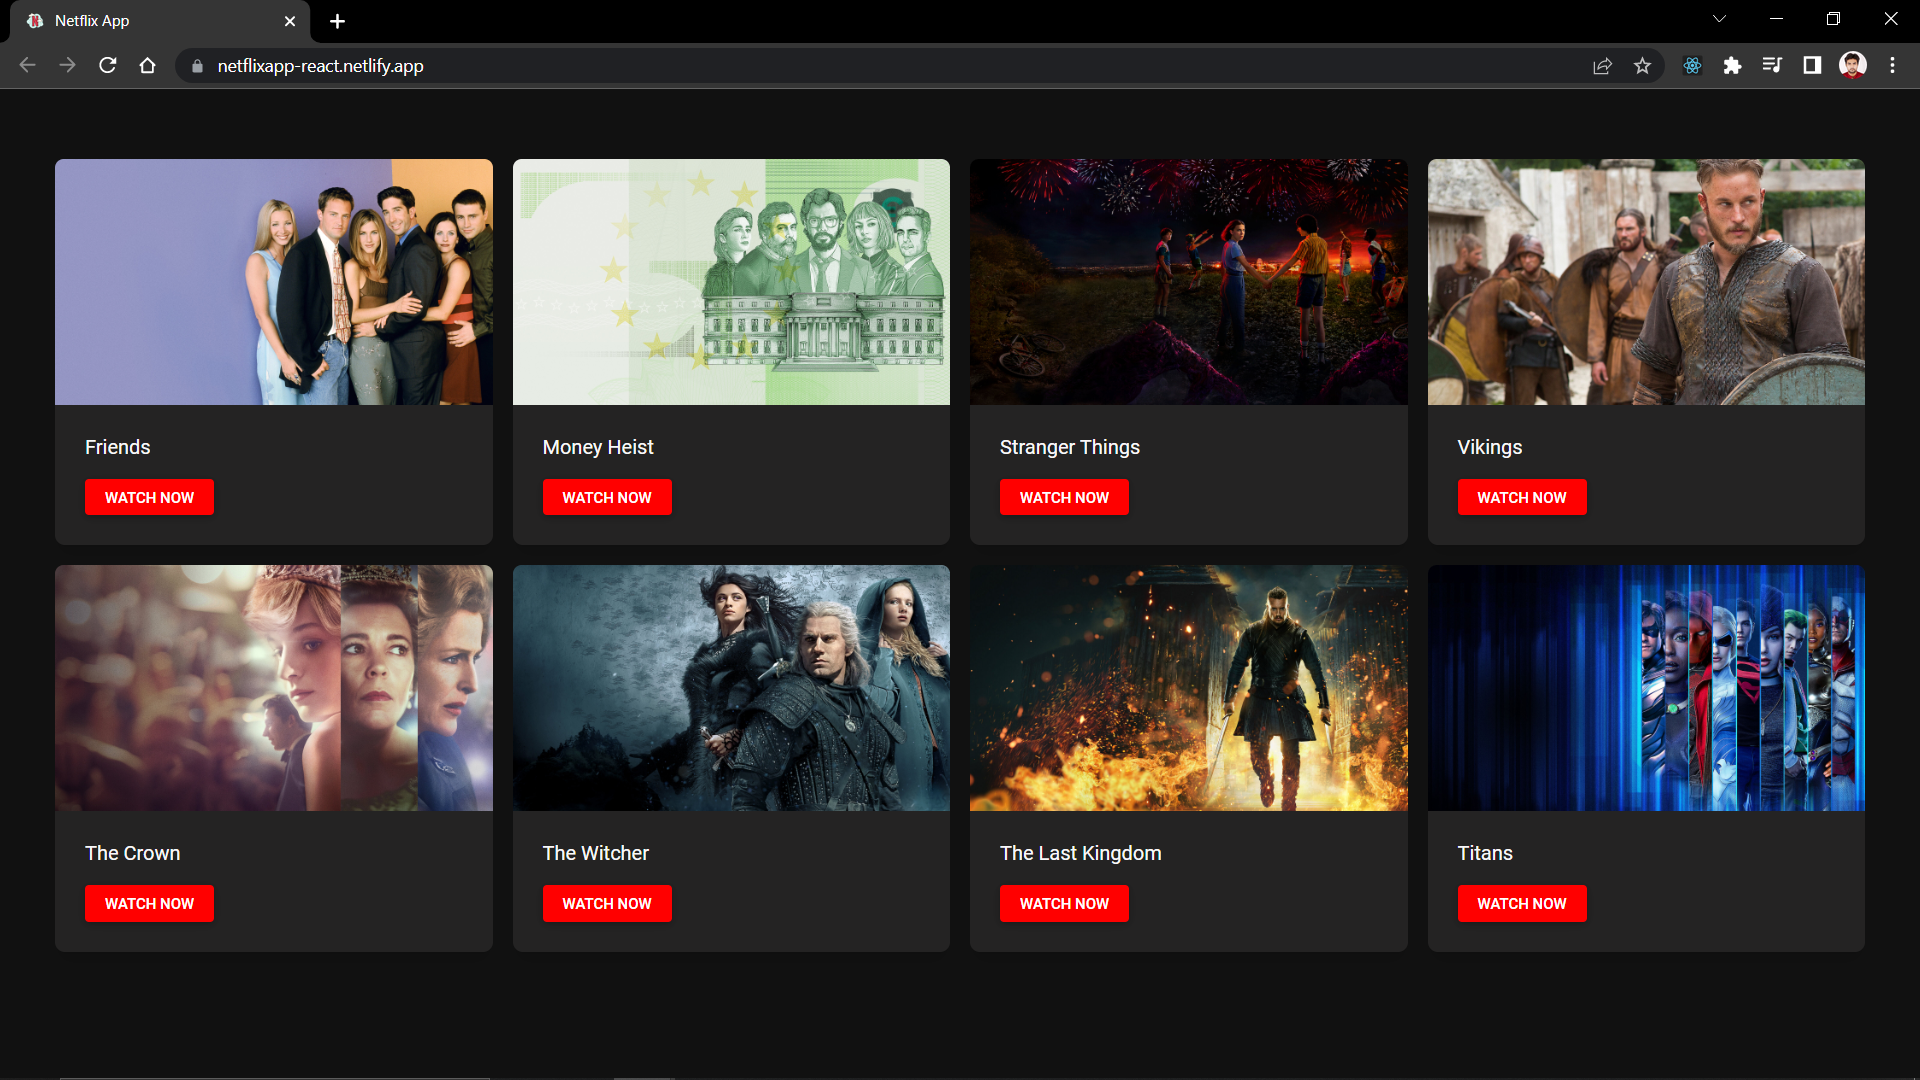 Netflix App
netflixapp-react.netlify.app
Friends
WATCH NOW
Money Heist
WATCH NOW
Stranger Things
WATCH NOW
Vikings
WATCH NOW
The Crown
WATCH NOW
The Witcher
WATCH NOW
The Last Kingdom
WATCH NOW
Titans
WATCH NOW